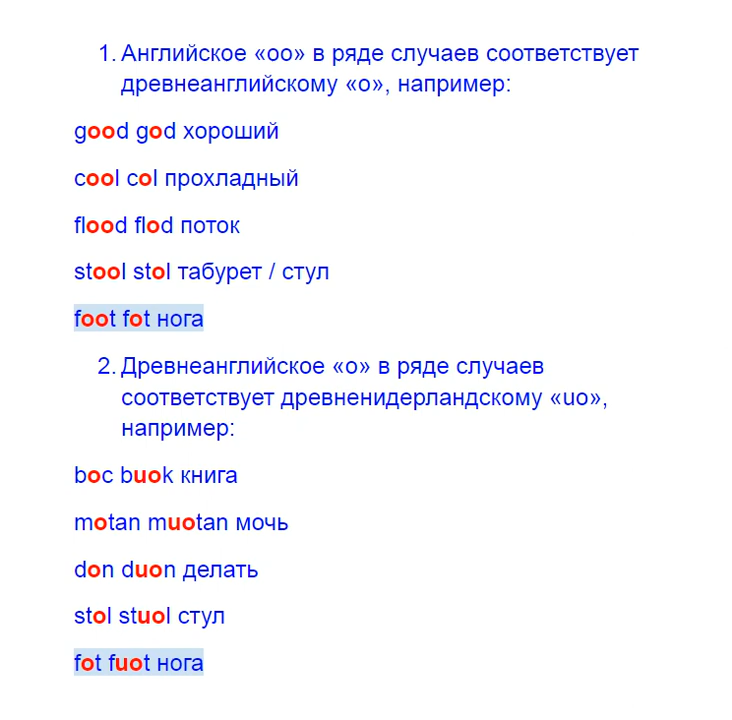 1. Английское «oo» в ряде случаев соответствует
древнеанглийскому «o», например:
good god хороший
cool col прохладный
flood flod поток
stool stol табурет / стул
foot fot нога
2. Древнеанглийское «o» в ряде случаев
соответствует древненидерландскому «uo»,
например:
boc buok книга
motan muotan мочь
don duon делать
stol stuol стул
fot fuot нога